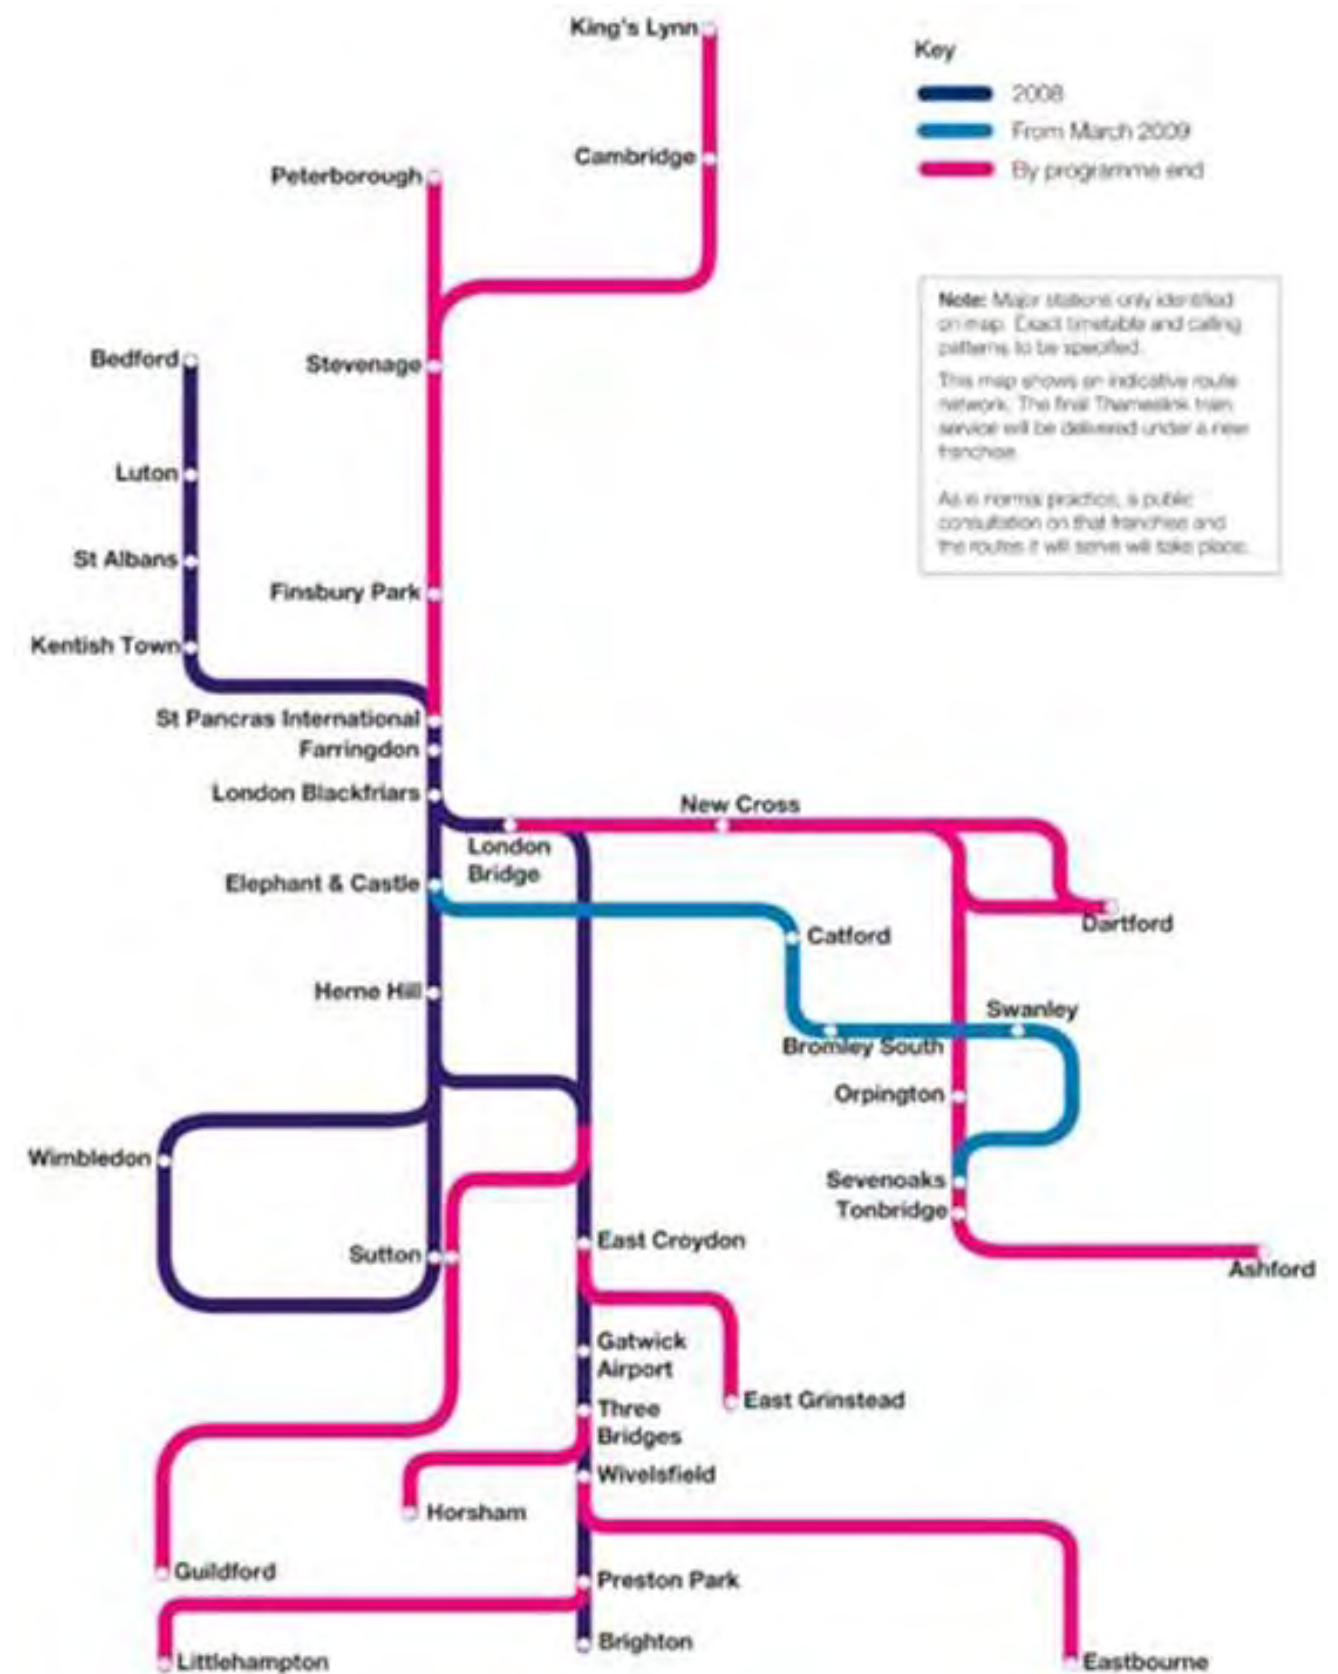 King's Lynn
Key
2008
From March 2009
By programme end
Cambridge
Peterborough
Note: Major stations only identified
on map. Exact timetable and calling
patterns to be specified.
This map shows an indicative route
network. The final Thameslink train
service will be delivered under a new
franchise.
As is normal practice, a public
consultation on that franchise and
the routes it will serve will take place.
Bedford
Stevenage
Luton
St Albans
Finsbury Park
Kentish Town
St Pancras International
Farringdon
London Blackfriars
New Cross
London
Bridge
Elephant & Castle
Dartford
Catford
Herne Hill
Swanley
Bromley South
Orpington
Wimbledon
Sevenoaks
Tonbridge
Sutton
East Croydon
Ashford
Gatwick
Airport
East Grinstead
Three
Bridges
Wivelsfield
Horsham
Guildford
Preston Park
Brighton
Littlehampton
Eastbourne